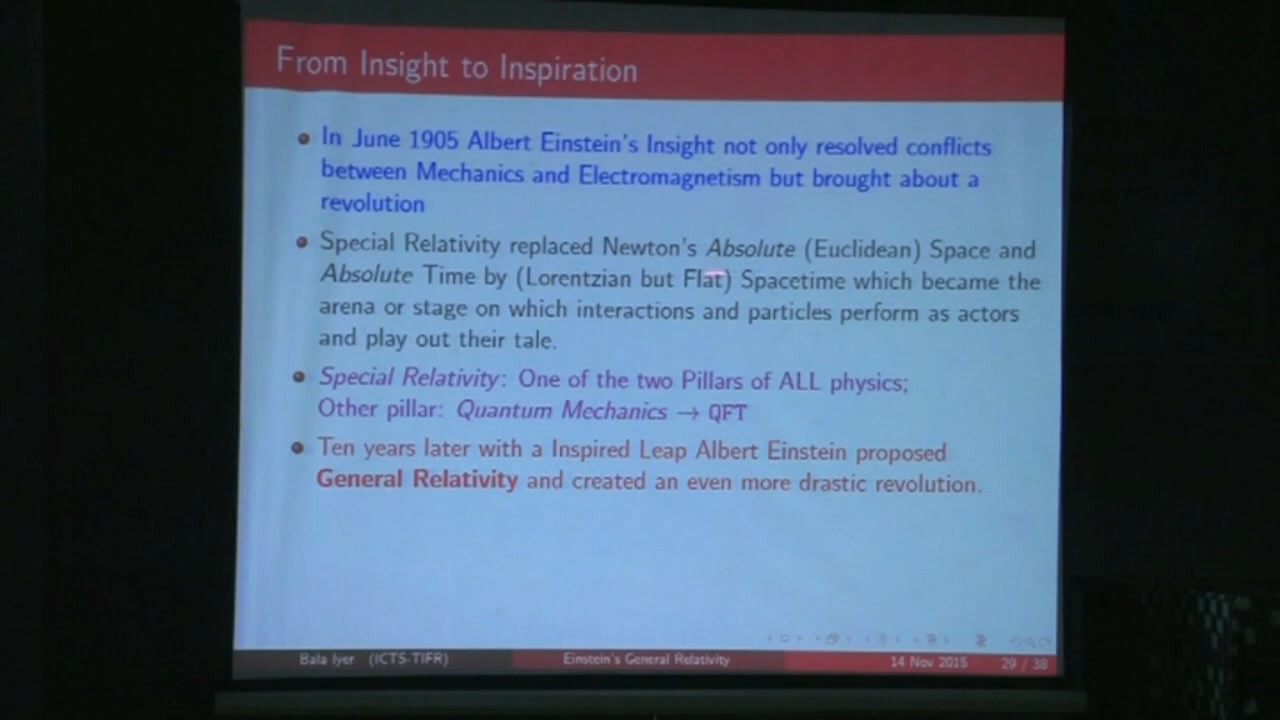 From Insight to Inspiration
In June 1905 Albert Einstein's Insight not only resolved conflicts
between Mechanics and Electromagnetism but brought about a
revolution
Special Relativity replaced Newton's Absolute (Euclidean) Space and
Absolute Time by (Lorentzian but Flat) Spacetime which became the
arena or stage on which interactions and particles perform as actors
and play out their tale.
Special Relativity: One of the two Pillars of ALL physics;
Other pillar: Quantum Mechanics → QFT
Ten years later with a Inspired Leap Albert Einstein proposed
General Relativity and created an even more drastic revolution.
Bala Iyer (ICTS-TIFR) Einstein's General Relativity 14 Nov 2015 29 / 38